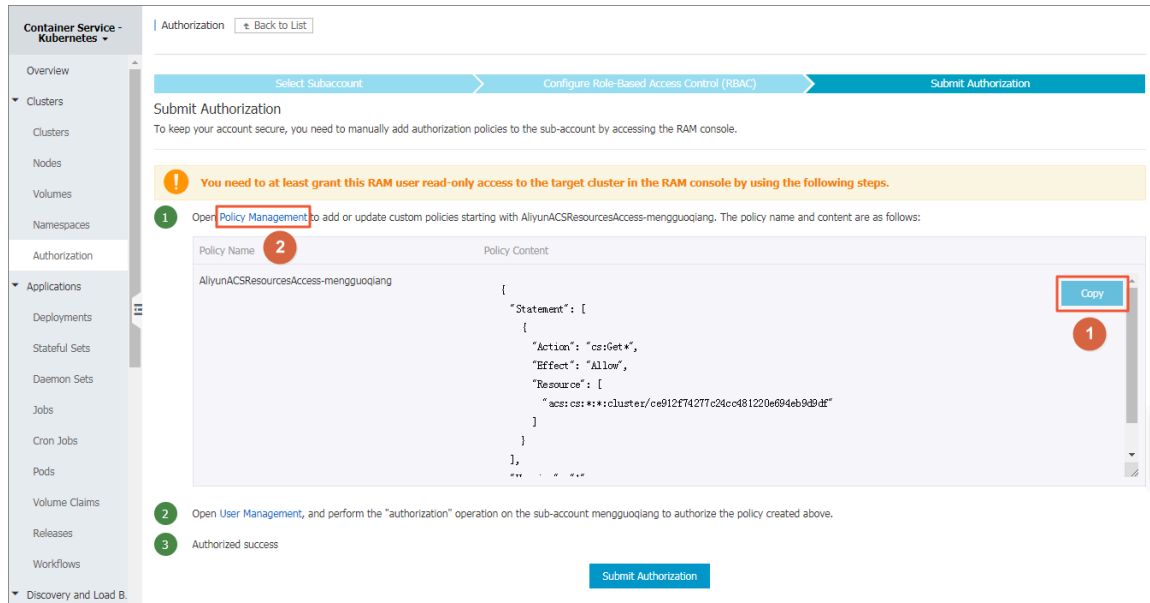 Container Service -
Kubernetes
Overview
Clusters
Clusters
Nodes
Volumes
Namespaces
Authorization
Applications
Deployments
Stateful Sets
Daemon Sets
Jobs
Cron Jobs
Pods
Volume Claims
Releases
Workflows
Discovery and Load B.
Authorization Back to List
Select Subaccount Configure Role-Based Access Control (RBAC) Submit Authorization
Submit Authorization
To keep your account secure, you need to manually add authorization policies to the sub-account by accessing the RAM console.
! You need to at least grant this RAM user read-only access to the target cluster in the RAM console by using the following steps.
1 Open Policy Management to add or update custom policies starting with AliyunACSResourcesAccess-mengguoqiang. The policy name and content are as follows:
Policy Name 2 Policy Content
AliyunACSResourcesAccess-mengguoqiang
Copy
1
{
"Statement": [
{
"Action": "cs:Get*",
"Effect": "Allow",
"Resource": [
"acs:cs:*:*:cluster/ce912f74277c24cc481220e694eb9d9df"
]
}
],
2 Open User Management, and perform the "authorization" operation on the sub-account mengguoqiang to authorize the policy created above.
3 Authorized success
Submit Authorization